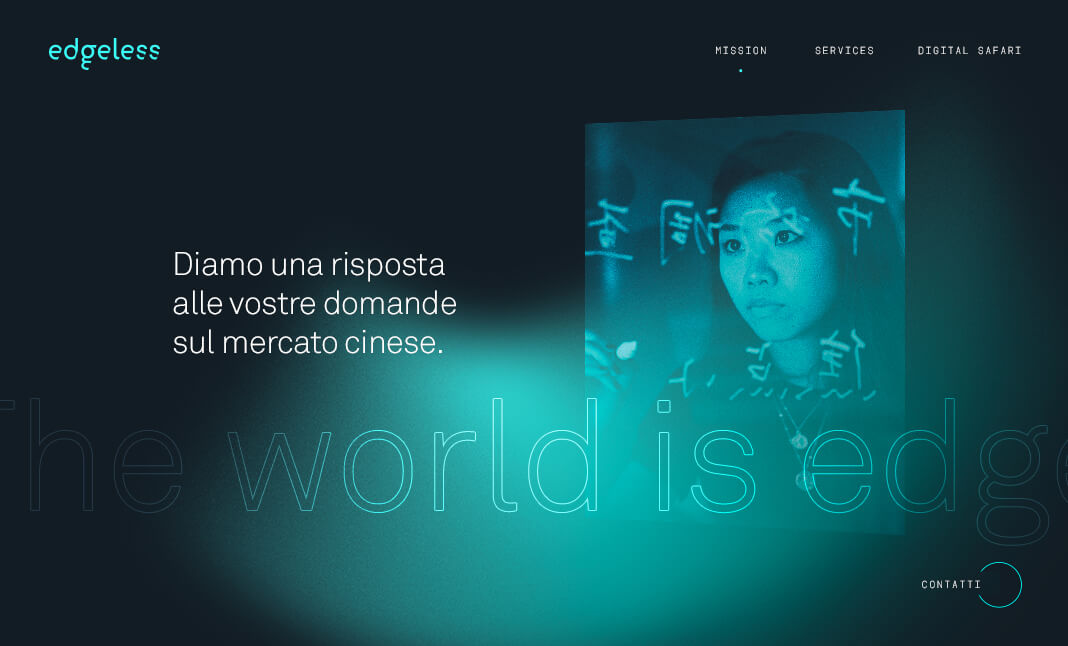 edgeless
MISSION
SERVICES
DIGITAL SAFARI
Diamo una risposta
alle vostre domande
sul mercato cinese.
The world is edge
CONTATTI